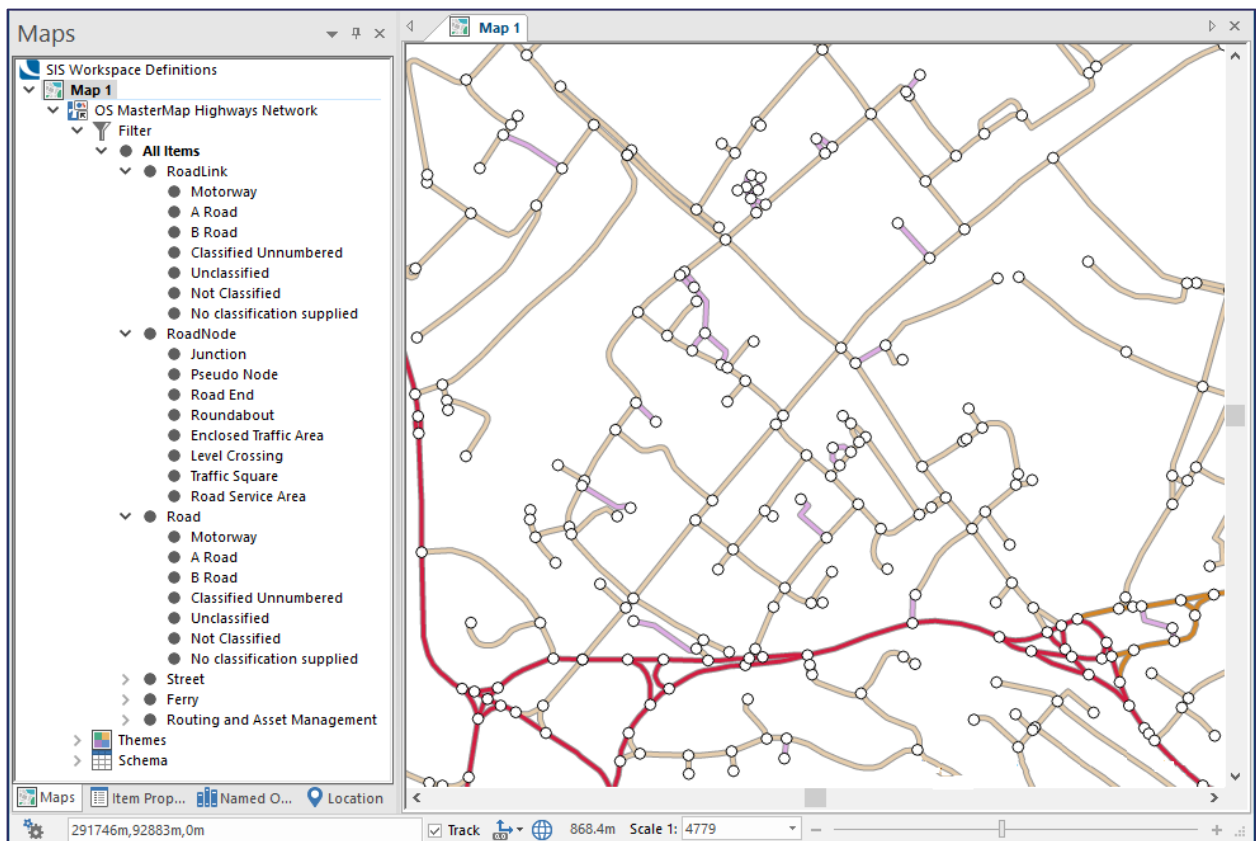 Maps
Map 1
SIS Workspace Definitions
Map 1
OS MasterMap Highways Network
Filter
All Items
RoadLink
Motorway
A Road
B Road
Classified Unnumbered
Unclassified
Not Classified
No classification supplied
RoadNode
Junction
Pseudo Node
Road End
Roundabout
Enclosed Traffic Area
Level Crossing
Traffic Square
Road Service Area
Road
Motorway
A Road
B Road
Classified Unnumbered
Unclassified
Not Classified
No classification supplied
Street
Ferry
Routing and Asset Management
Themes
Schema
Maps Item Prop... Named O... Location
291746m,92883m,0m Track 0.0 868.4m Scale 1: 4779